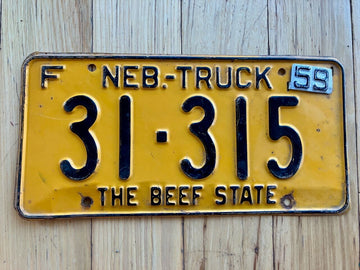 F NEB.-TRUCK 59
31·315
THE BEEF STATE